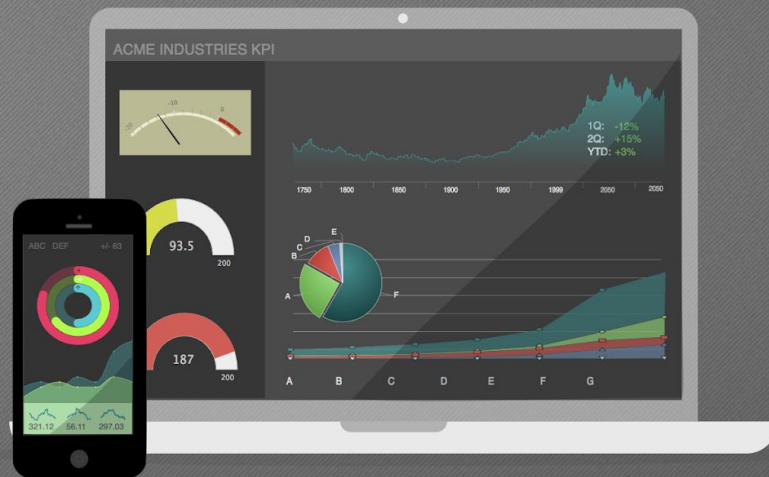 ACME INDUSTRIES KPI
-20
-10
0
1Q: -12%
2Q: +15%
YTD: +3%
1750 1800 1850 1900 1950 1999 2050 2050
93.5
200
187
200
E
D
C
B
A
F
A B C D E F G
ABC DEF +/- 63
321.12 56.11 297.03